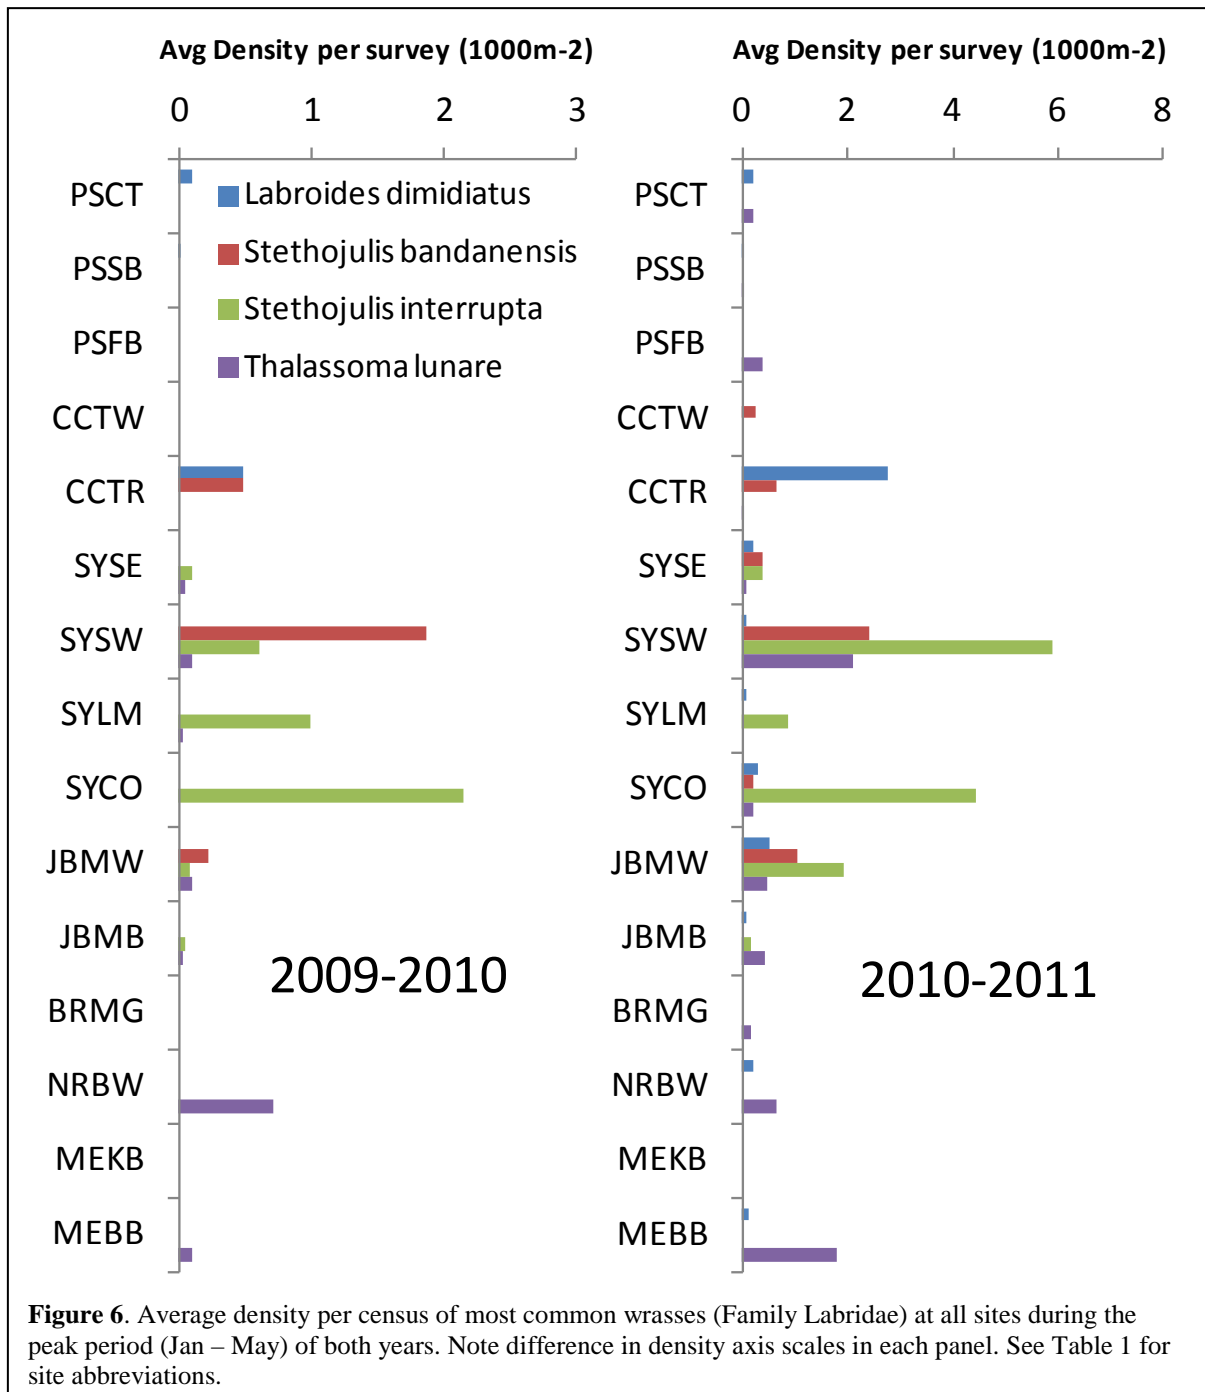 Avg Density per survey (1000m-2)
0 1 2 3
PSCT
PSSB
PSFB
CCTW
CCTR
SYSE
SYSW
SYLM
SYCO
JBMW
JBMB
BRMG
NRBW
MEKB
MEBB
Labroides dimidiatus
Stethojulis bandanensis
Stethojulis interrupta
Thalassoma lunare
2009-2010
Avg Density per survey (1000m-2)
0 2 4 6 8
PSCT
PSSB
PSFB
CCTW
CCTR
SYSE
SYSW
SYLM
SYCO
JBMW
JBMB
BRMG
NRBW
MEKB
MEBB
2010-2011
Figure 6. Average density per census of most common wrasses (Family Labridae) at all sites during the
peak period (Jan – May) of both years. Note difference in density axis scales in each panel. See Table 1 for
site abbreviations.